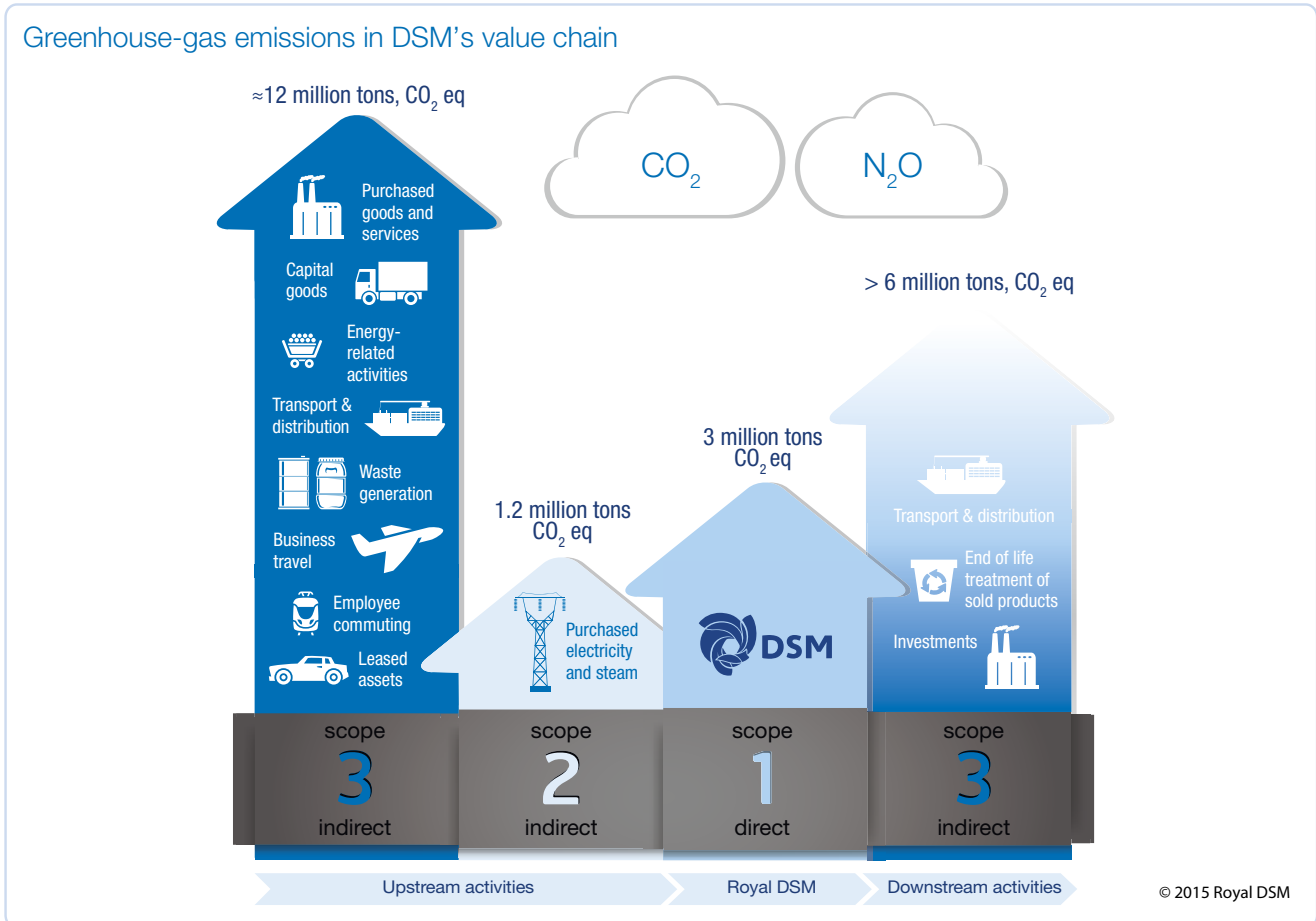 Greenhouse-gas emissions in DSM's value chain
≈12 million tons, CO₂ eq
CO₂
N₂O
Purchased
goods and
services
Capital
goods
Energy-
related
activities
Transport &
distribution
Waste
generation
Business
travel
Employee
commuting
Leased
assets
1.2 million tons
CO₂ eq
Purchased
electricity
and steam
3 million tons
CO₂ eq
DSM
> 6 million tons, CO₂ eq
Transport & distribution
End of life
treatment of
sold products
Investments
scope
3
indirect
scope
2
indirect
scope
1
direct
scope
3
indirect
Upstream activities
Royal DSM
Downstream activities
© 2015 Royal DSM